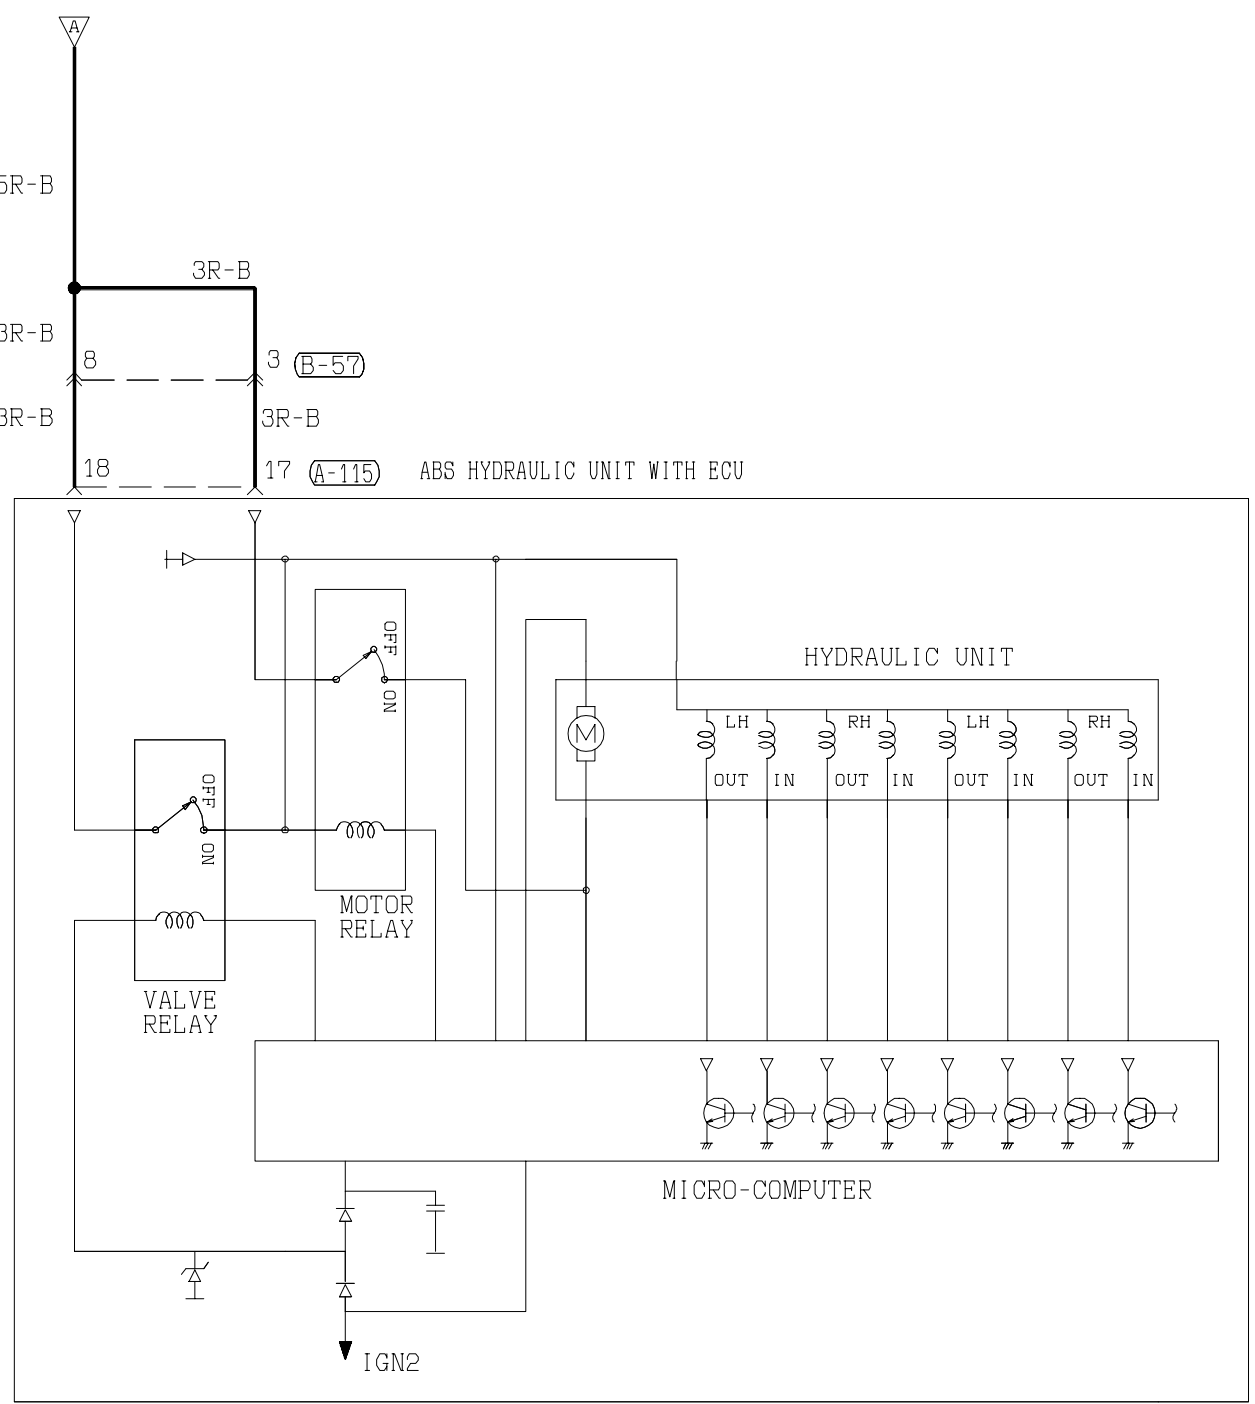 A
5R-B
3R-B
3R-B
8
3 B-57
3R-B
3R-B
18
17 A-115 ABS HYDRAULIC UNIT WITH ECU
OFF
ON
HYDRAULIC UNIT
M
LH
RH
LH
RH
OUT IN OUT IN OUT IN OUT IN
OFF
ON
MOTOR
RELAY
VALVE
RELAY
MICRO-COMPUTER
IGN2